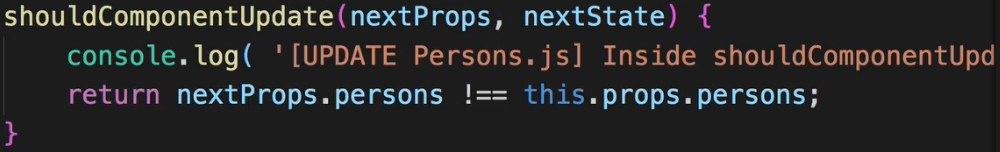 shouldComponentUpdate(nextProps, nextState) {
console.log( '[UPDATE Persons.js] Inside shouldComponentUpd
return nextProps.persons !== this.props.persons;
}